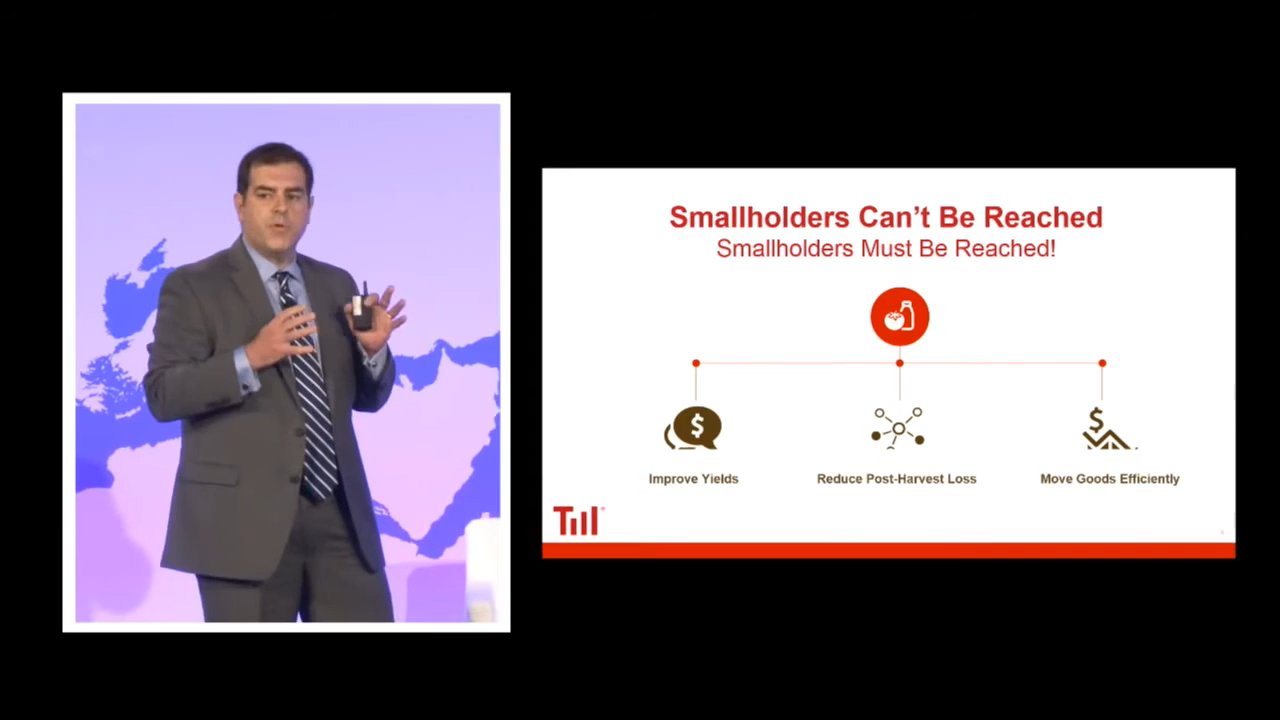 Smallholders Can't Be Reached
Smallholders Must Be Reached!
$
$
Improve Yields
Reduce Post-Harvest Loss
Move Goods Efficiently
Till